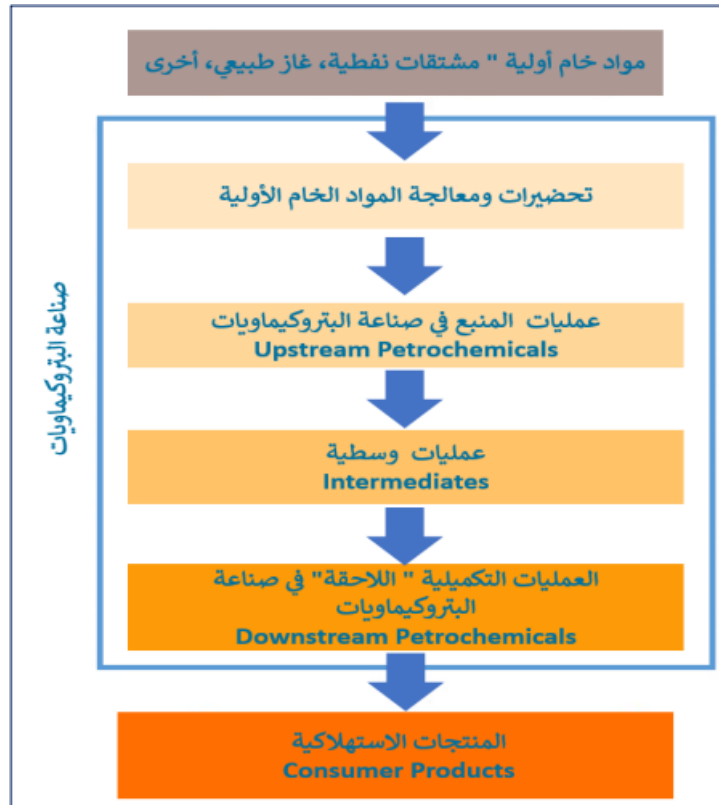 مواد خام أولية " مشتقات نفطية، غاز طبيعي، أخرى
تحضيرات ومعالجة المواد الخام الأولية
عمليات المنبع في صناعة البتروكيماويات
Upstream Petrochemicals
عمليات وسطية
Intermediates
العمليات التكميلية " اللاحقة" في صناعة
البتروكيماويات
Downstream Petrochemicals
المنتجات الاستهلاكية
Consumer Products
صناعة البتروكيماويات